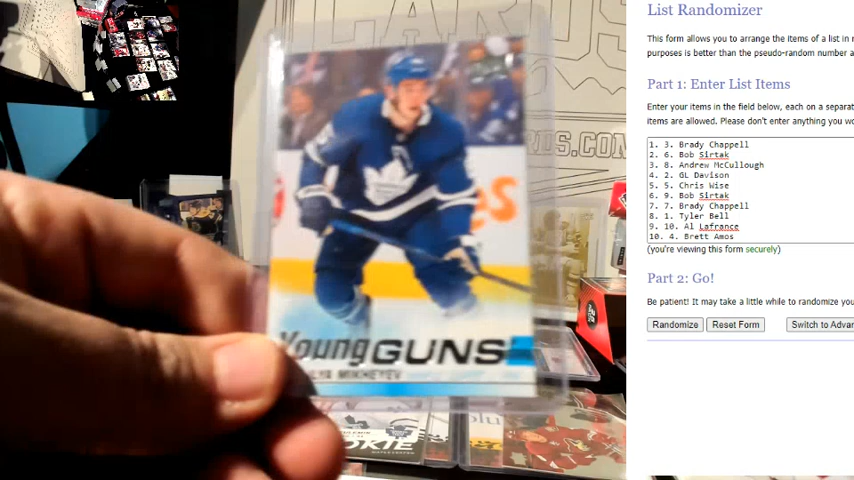 Young GUNS
ILYA MIKHEYEV
List Randomizer
This form allows you to arrange the items of a list in
purposes is better than the pseudo-random number a
Part 1: Enter List Items
Enter your items in the field below, each on a separat
items are allowed. Please don't enter anything you wo
1. 3. Brady Chappell
2. 6. Bob Sirtak
3. 8. Andrew McCullough
4. 2. GL Davison
5. 5. Chris Wise
6. 9. Bob Sirtak
7. 7. Brady Chappell
8. 1. Tyler Bell
9. 10. Al Lafrance
10. 4. Brett Amos
(you're viewing this form securely)
Part 2: Go!
Be patient! It may take a little while to randomize you
Randomize Reset Form Switch to Advan